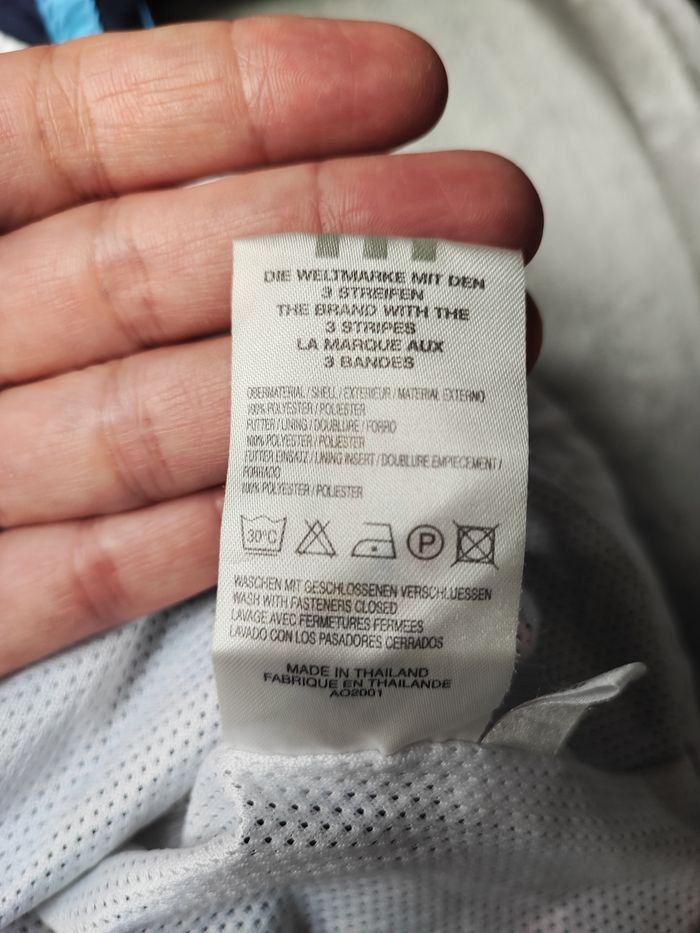 DIE WELTMARKE MIT DEN
3 STREIFEN
THE BRAND WITH THE
3 STRIPES
LA MARQUE AUX
3 BANDES
OBERMATERIAL / SHELL / EXTERIEUR / MATERIAL EXTERNO
100% POLYESTER / POLIESTER
FUTTER / LINING / DOUBLURE / FORRO
100% POLYESTER / POLIESTER
FUTTER EINSATZ / LINING INSERT / DOUBLURE EMPIECEMENT /
FORRADO
100% POLYESTER / POLIESTER
30°C P
WASCHEN MIT GESCHLOSSENEN VERSCHLUESSEN
WASH WITH FASTENERS CLOSED
LAVAGE AVEC FERMETURES FERMEES
LAVADO CON LOS PASADORES CERRADOS
MADE IN THAILAND
FABRIQUE EN THAILANDE
AO2001